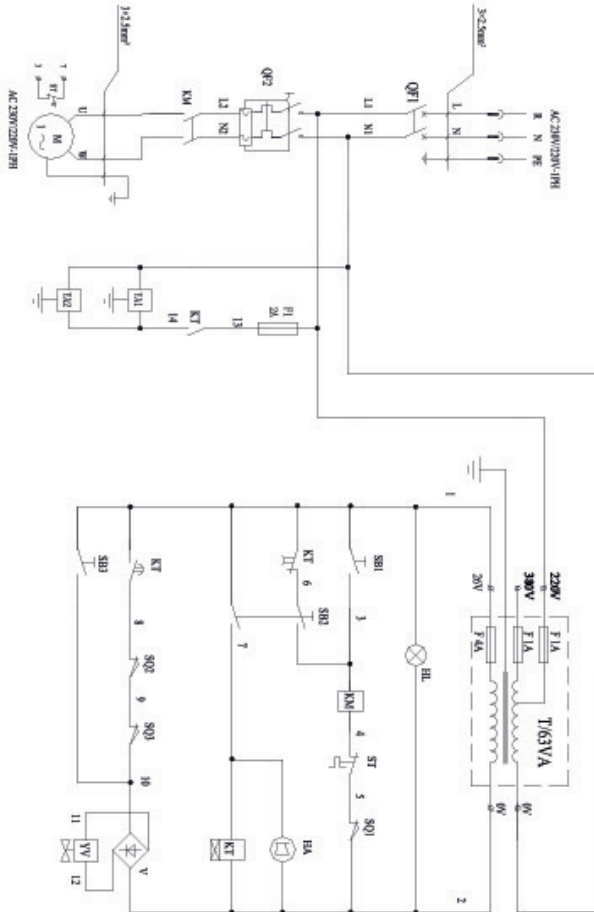 AC 230V/220V-1PH
R
N
PE
L
N
3×2.5mm²
QF1
L1
N1
QF2
L2
N2
KM
3×2.5mm²
U
W
M
1
ST
7
3
AC 230V/220V-1PH
F1
2A
13
KT
14
TA1
TA2
220V
380V
26V
F1A
F1A
F4A
T/63VA
0V
0V
1
2
HL
SB1
3
KM
4
ST
5
SQ1
KT
6
SB2
7
HA
KT
KT
8
SQ2
9
SQ3
10
SB3
11
YV
12
V